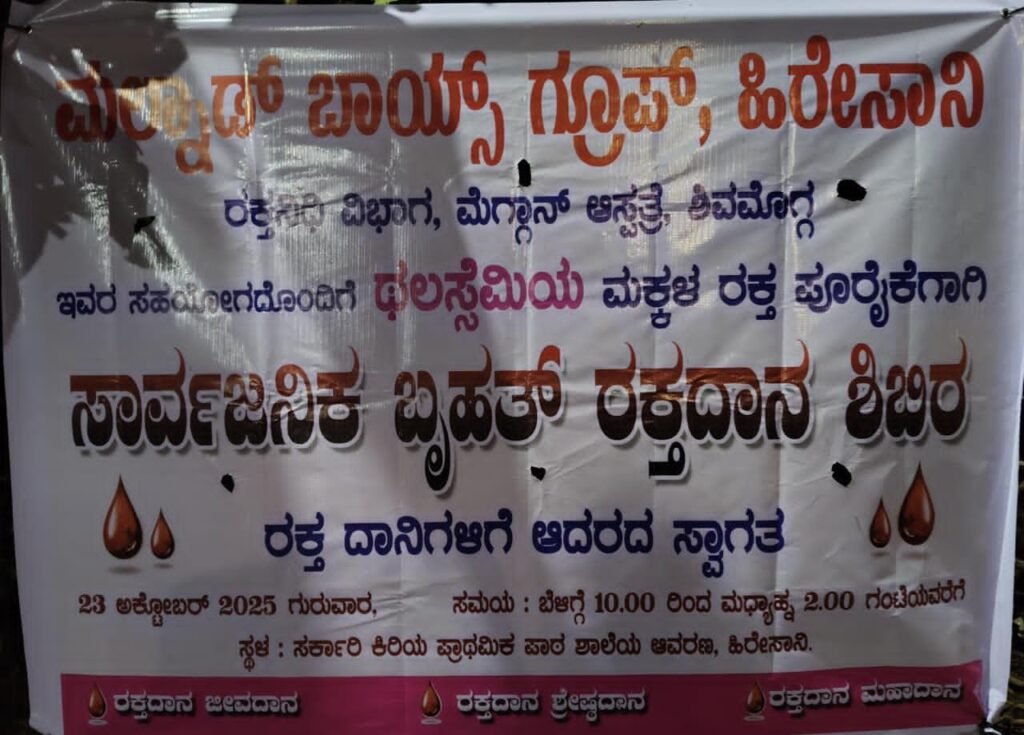 ಮಲ್ನಾಡ್ ಬಾಯ್ಸ್ ಗ್ರೂಪ್, ಹಿರೇಸಾನಿ
ರಕ್ತನಿಧಿ ವಿಭಾಗ, ಮೆಗ್ಗಾನ್ ಆಸ್ಪತ್ರೆ, ಶಿವಮೊಗ್ಗ
ಇವರ ಸಹಯೋಗದೊಂದಿಗೆ ಥಲಸ್ಸೆಮಿಯ ಮಕ್ಕಳ ರಕ್ತ ಪೂರೈಕೆಗಾಗಿ
ಸಾರ್ವಜನಿಕ ಬೃಹತ್ ರಕ್ತದಾನ ಶಿಬಿರ
ರಕ್ತ ದಾನಿಗಳಿಗೆ ಆದರದ ಸ್ವಾಗತ
23 ಅಕ್ಟೋಬರ್ 2025 ಗುರುವಾರ, ಸಮಯ : ಬೆಳಿಗ್ಗೆ 10.00 ರಿಂದ ಮಧ್ಯಾಹ್ನ 2.00 ಗಂಟೆಯವರೆಗೆ
ಸ್ಥಳ : ಸರ್ಕಾರಿ ಕಿರಿಯ ಪ್ರಾಥಮಿಕ ಪಾಠ ಶಾಲೆಯ ಆವರಣ, ಹಿರೇಸಾನಿ.
ರಕ್ತದಾನ ಜೀವದಾನ ರಕ್ತದಾನ ಶ್ರೇಷ್ಠದಾನ ರಕ್ತದಾನ ಮಹಾದಾನ